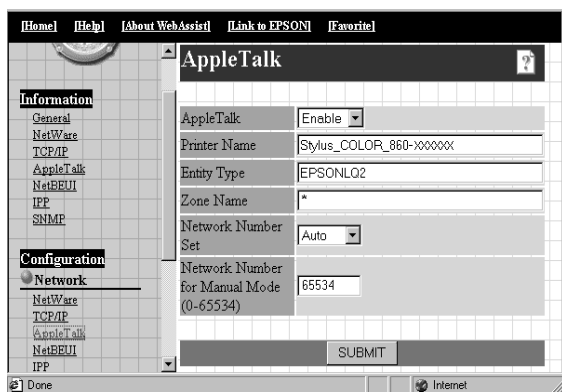 [Home] [Help] [About WebAssist] [Link to EPSON] [Favorite]
Information
General
NetWare
TCP/IP
AppleTalk
NetBEUI
IPP
SNMP
Configuration
Network
NetWare
TCP/IP
AppleTalk
NetBEUI
IPP
AppleTalk
?
AppleTalk Enable
Printer Name Stylus_COLOR_860-XXXXXX
Entity Type EPSONLQ2
Zone Name *
Network Number
Set
Auto
Network Number
for Manual Mode
(0-65534)
65534
SUBMIT
Done Internet